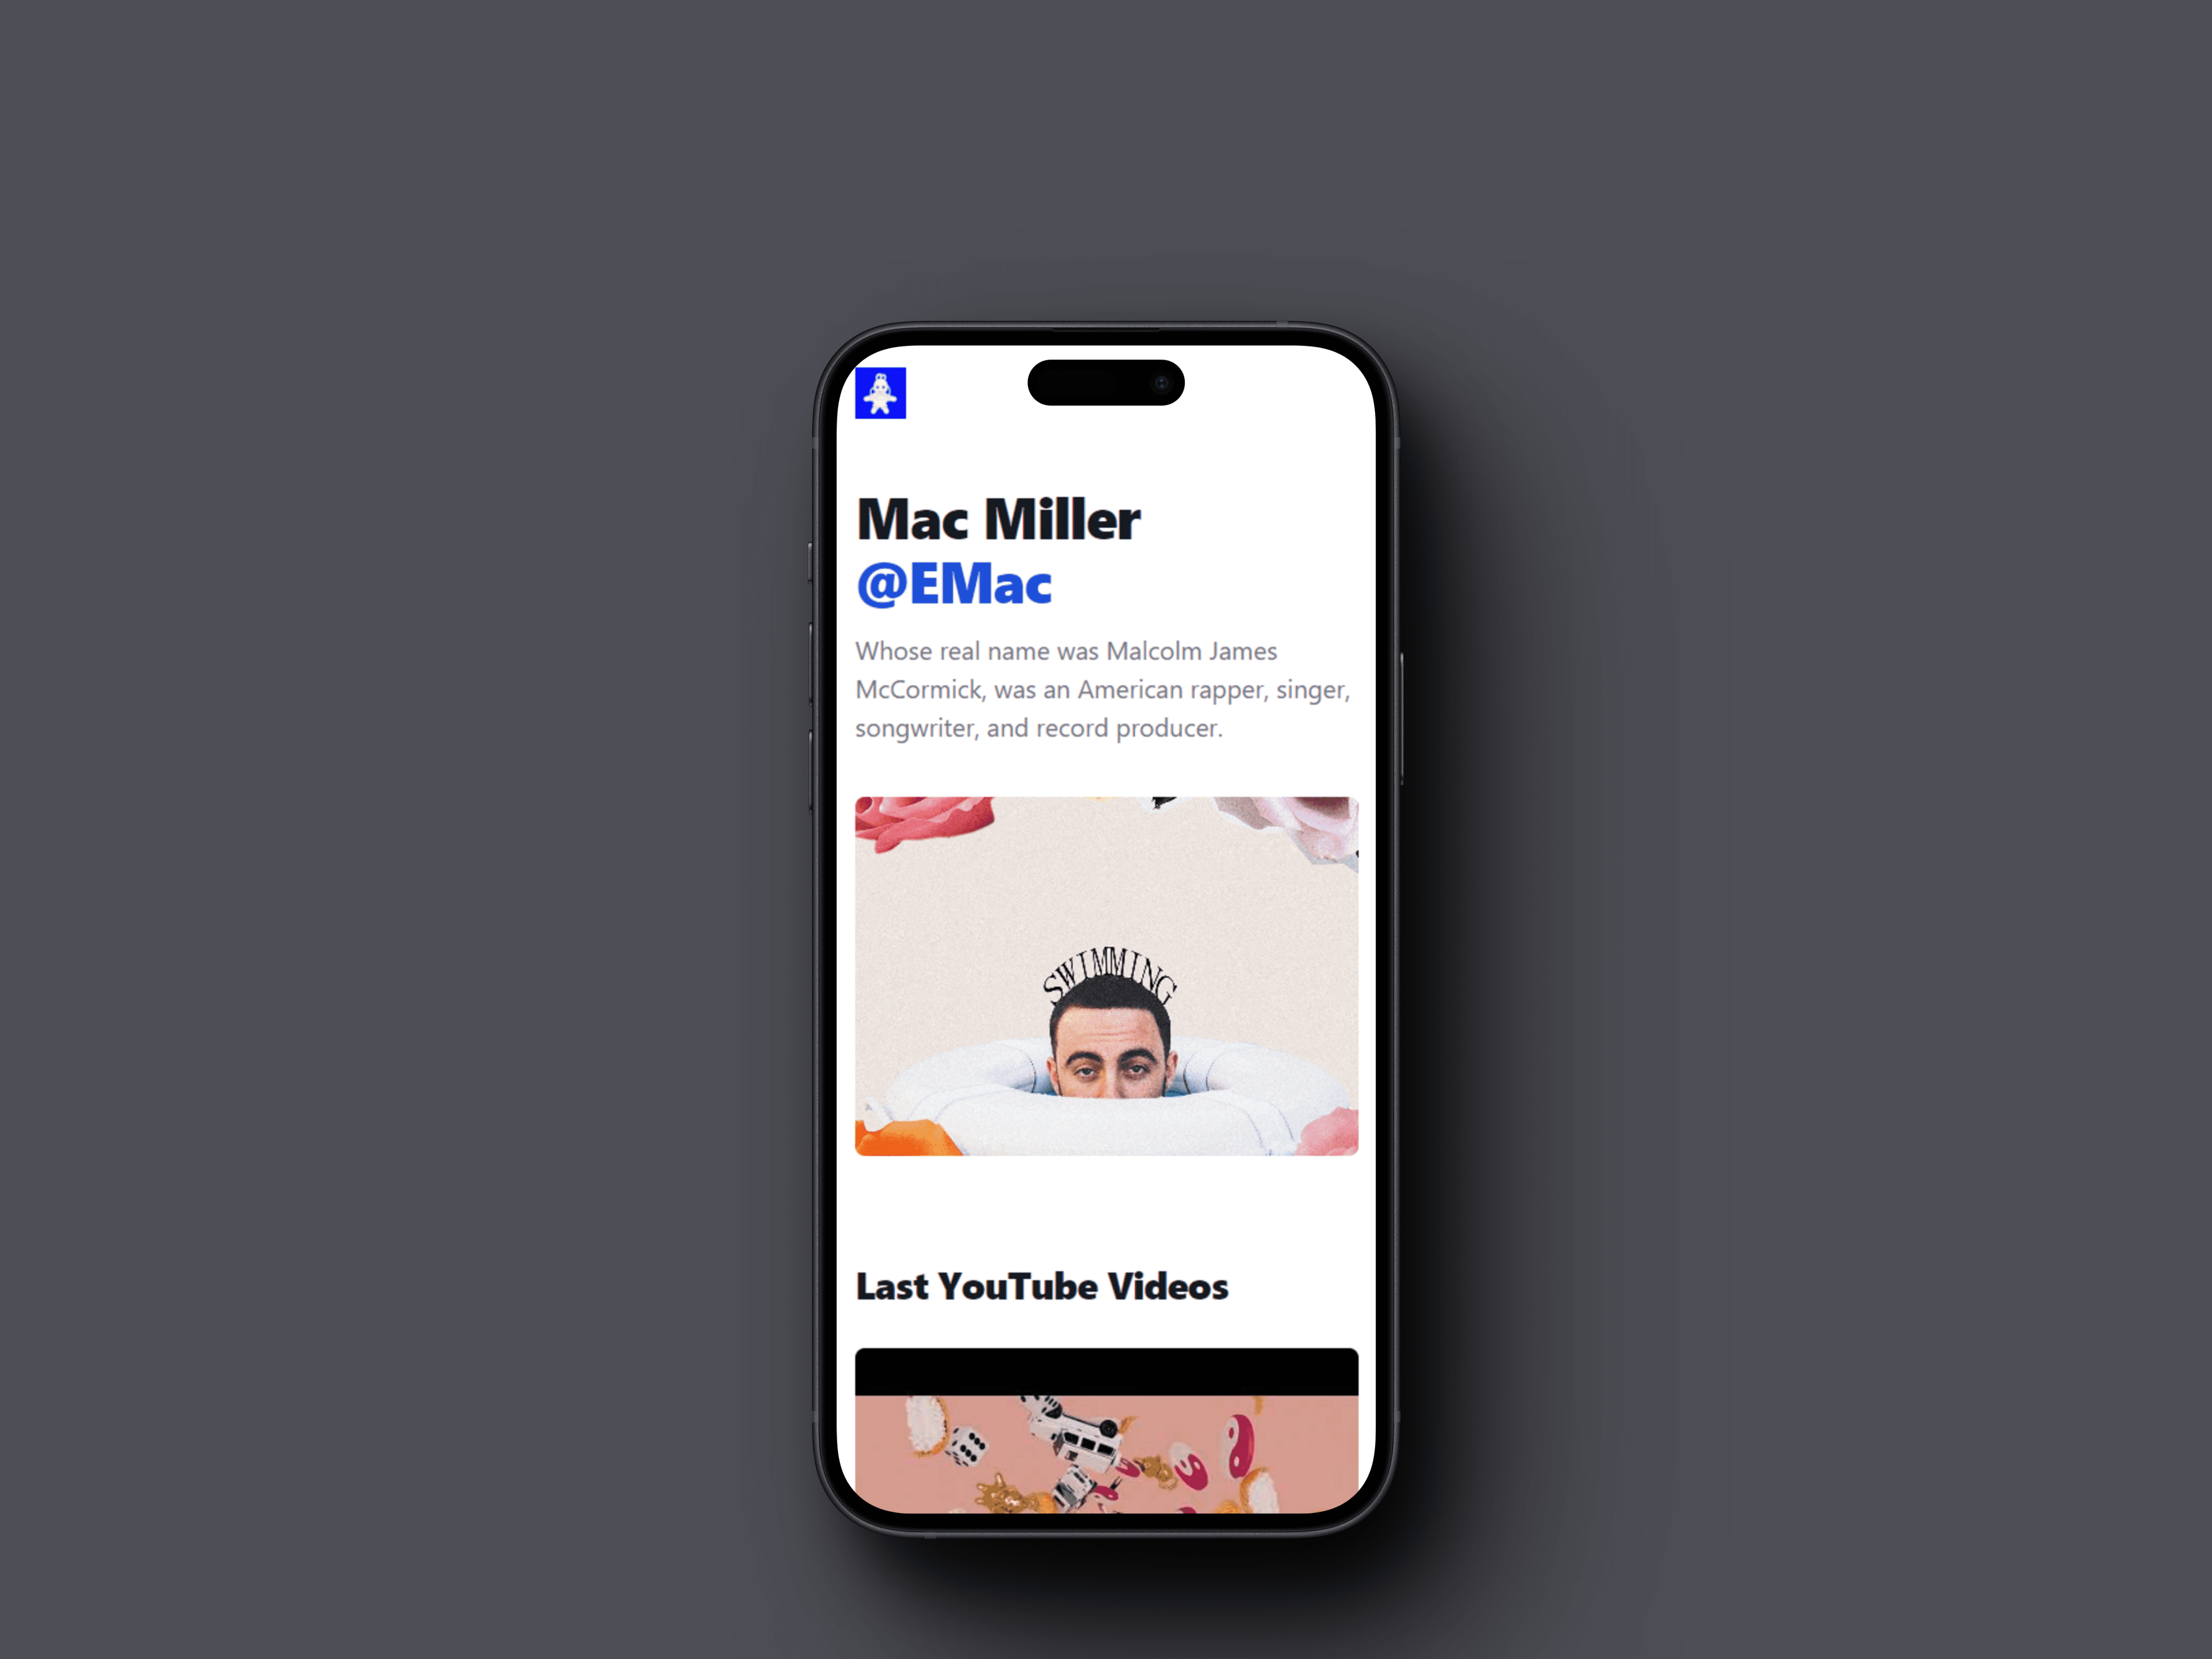 Mac Miller
@EMac
Whose real name was Malcolm James
McCormick, was an American rapper, singer,
songwriter, and record producer.
SWIMMING
Last YouTube Videos